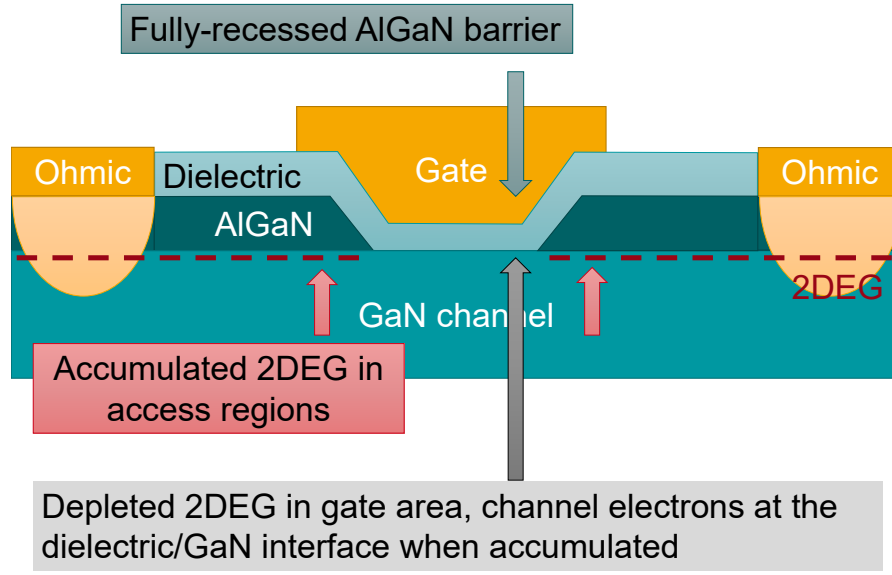 Fully-recessed AlGaN barrier
Ohmic
Dielectric
Gate
Ohmic
AlGaN
2DEG
GaN channel
Accumulated 2DEG in
access regions
Depleted 2DEG in gate area, channel electrons at the
dielectric/GaN interface when accumulated